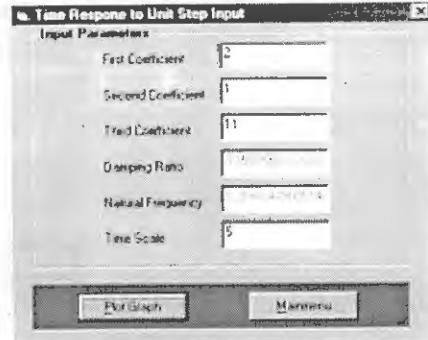 Time Respone to Unit Step Input
Input Parameters
First Coefficient 2
Second Coefficient 1
Third Coefficient 11
Damping Ratio
Natural Frequency
Time Scale 5
Plot Graph Mainmenu